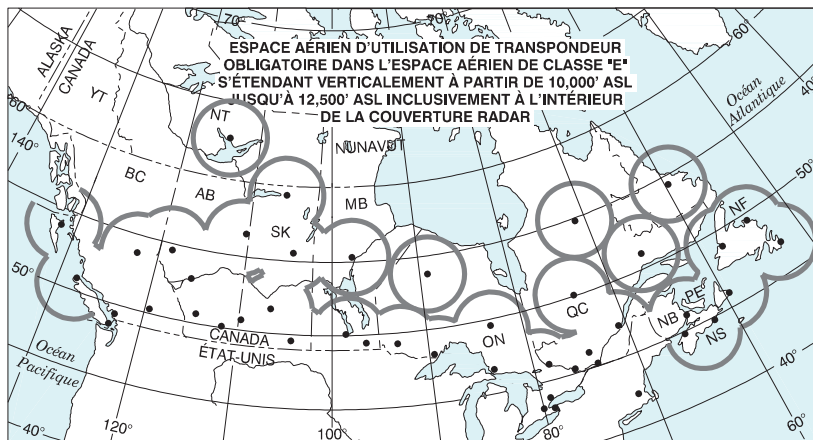 70°
70°
60°
ESPACE AÉRIEN D'UTILISATION DE TRANSPONDEUR
OBLIGATOIRE DANS L'ESPACE AÉRIEN DE CLASSE "E"
S'ÉTENDANT VERTICALEMENT À PARTIR DE 10,000' ASL
JUSQU'À 12,500' ASL INCLUSIVEMENT À L'INTÉRIEUR
DE LA COUVERTURE RADAR
ALASKA
CANADA
YT
60°
140°
NT
NUNAVUT
Océan
Atlantique
40°
BC
AB
MB
SK
50°
NF
50°
QC
PE
NB
NS
ON
CANADA
ÉTAT-UNIS
Océan
Pacifique
40°
40°
120°
100°
80°
60°